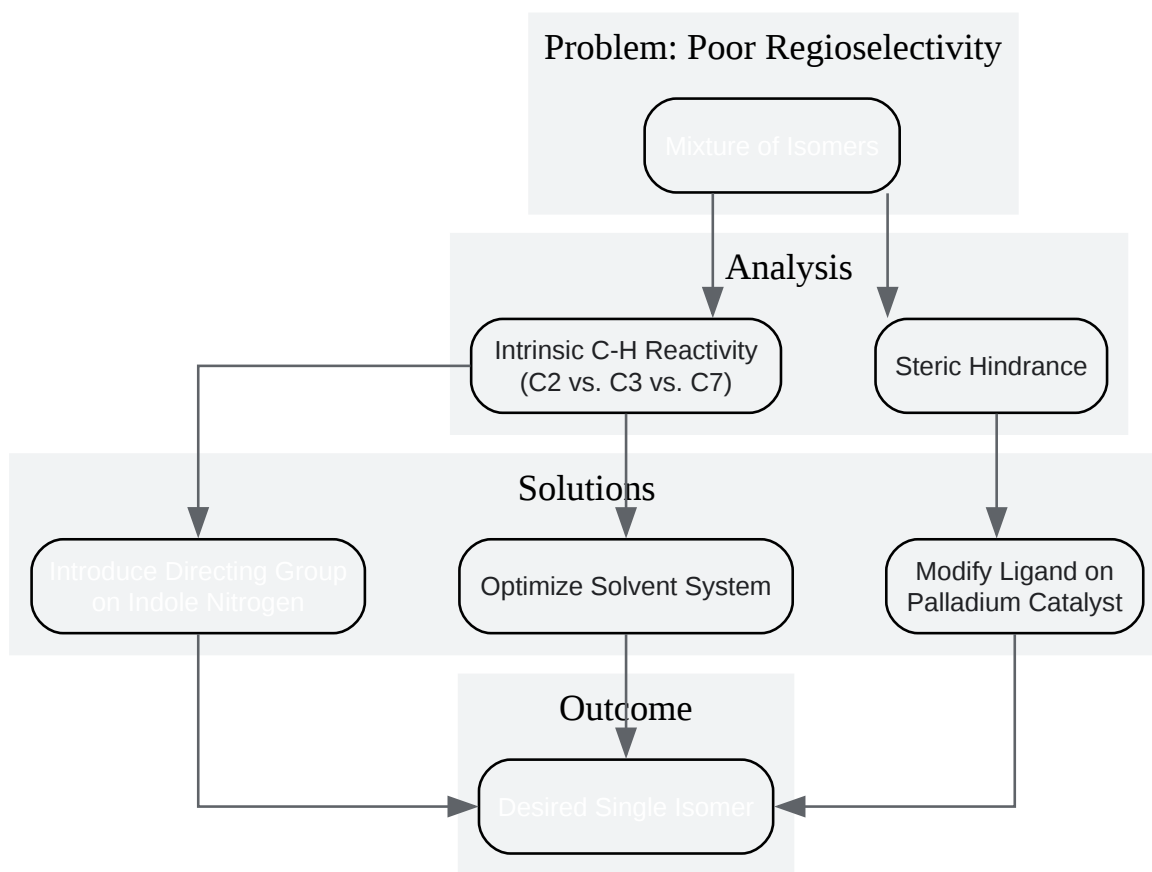 Problem: Poor Regioselectivity
Mixture of Isomers
Analysis
Intrinsic C-H Reactivity
(C2 vs. C3 vs. C7)
Steric Hindrance
Solutions
Introduce Directing Group
on Indole Nitrogen
Optimize Solvent System
Modify Ligand on
Palladium Catalyst
Outcome
Desired Single Isomer